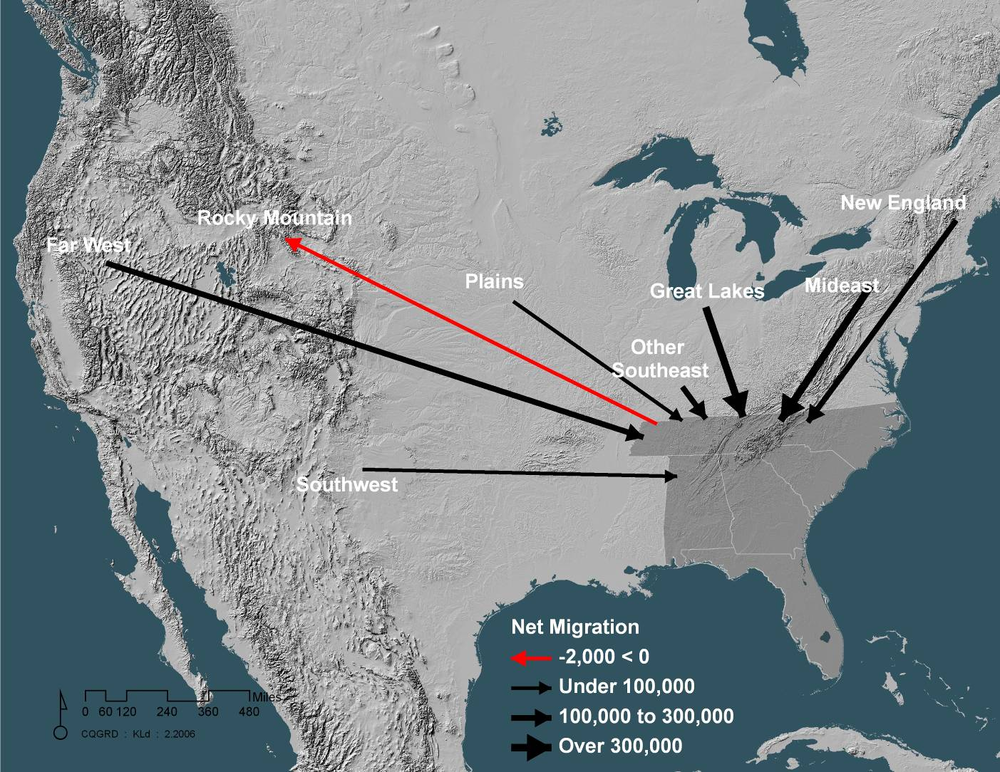 New England
Rocky Mountain
Far West
Plains
Great Lakes
Mideast
Other
Southeast
Southwest
Net Migration
-2,000 < 0
Under 100,000
100,000 to 300,000
Over 300,000
Miles
0 60 120 240 360 480
CQGRD : KLd : 2.2006